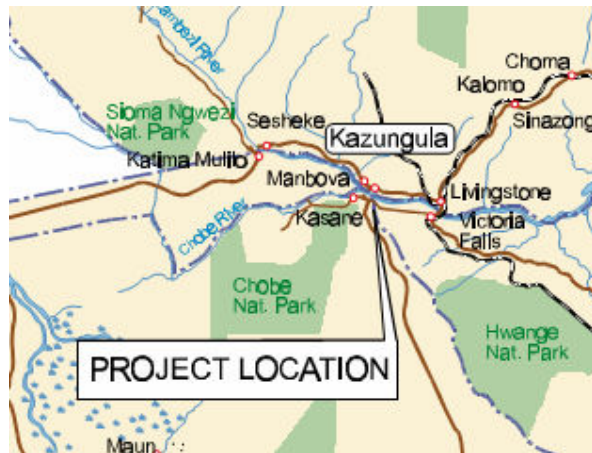 Zambezi River
Choma
Kalomo
Sioma Ngwezi
Nat. Park
Sesheke
Sinazong
Kazungula
Katima Mulilo
Manbova
Livingstone
Chobe River
Kasane
Victoria
Falls
Chobe
Nat. Park
Hwange
Nat. Park
PROJECT LOCATION
Maun